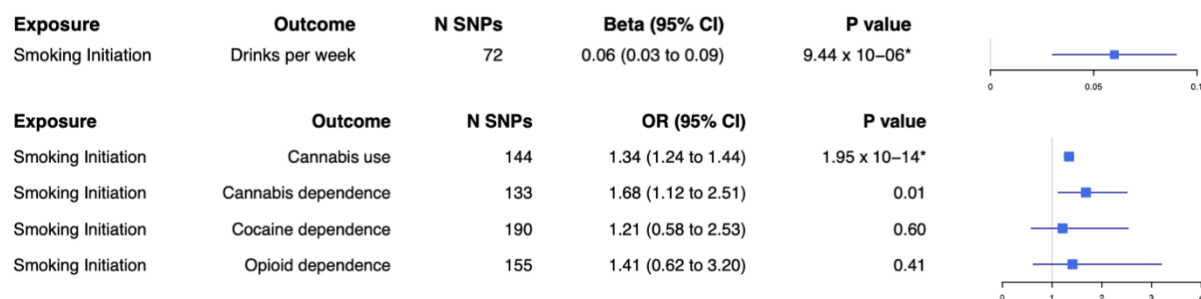 Exposure Outcome N SNPs Beta (95% CI) P value
Smoking Initiation Drinks per week 72 0.06 (0.03 to 0.09) 9.44 x 10−06*
0 0.05 0.1
Exposure Outcome N SNPs OR (95% CI) P value
Smoking Initiation Cannabis use 144 1.34 (1.24 to 1.44) 1.95 x 10−14*
Smoking Initiation Cannabis dependence 133 1.68 (1.12 to 2.51) 0.01
Smoking Initiation Cocaine dependence 190 1.21 (0.58 to 2.53) 0.60
Smoking Initiation Opioid dependence 155 1.41 (0.62 to 3.20) 0.41
0 1 2 3